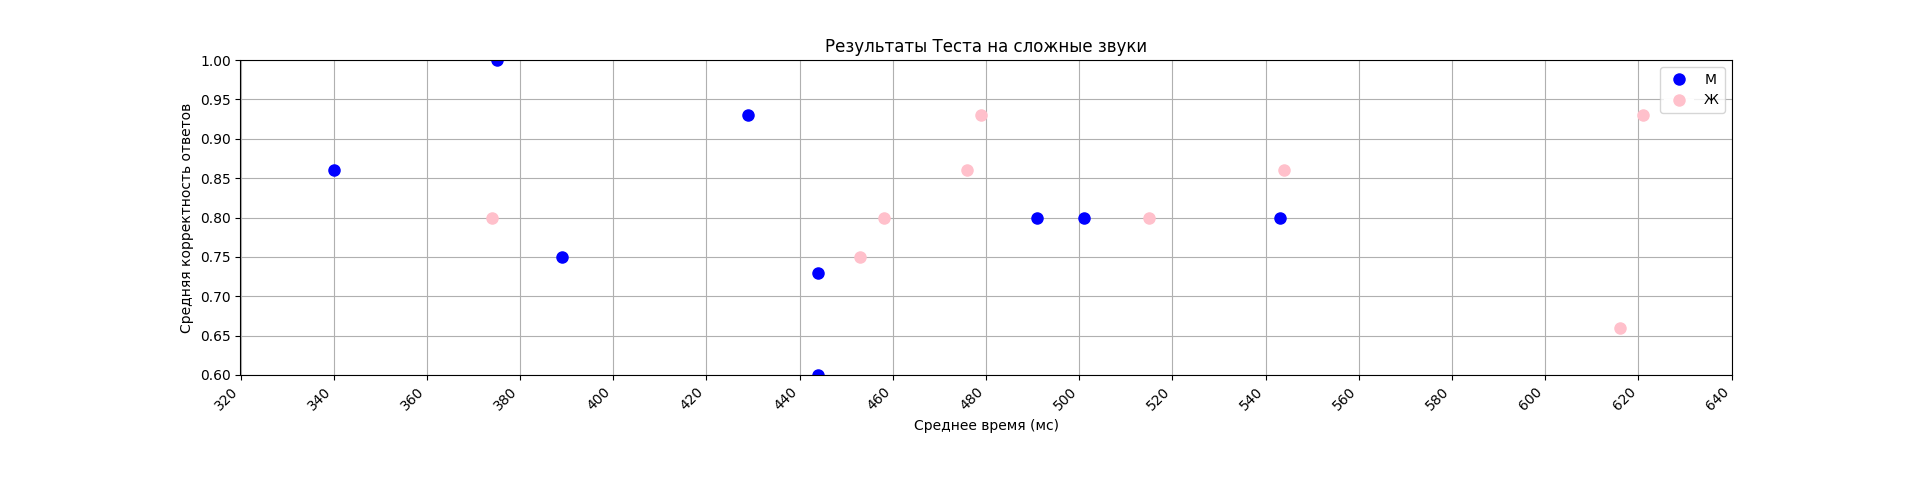 Результаты Теста на сложные звуки
М
Ж
Средняя корректность ответов
1.00
0.95
0.90
0.85
0.80
0.75
0.70
0.65
0.60
320 340 360 380 400 420 440 460 480 500 520 540 560 580 600 620 640
Среднее время (мс)